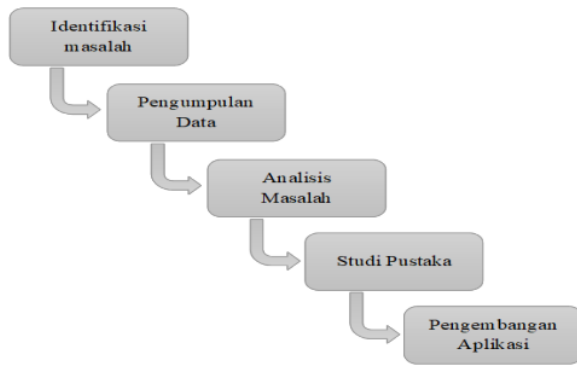 Identifikasi
masalah
Pengumpulan
Data
Analisis
Masalah
Studi Pustaka
Pengembangan
Aplikasi